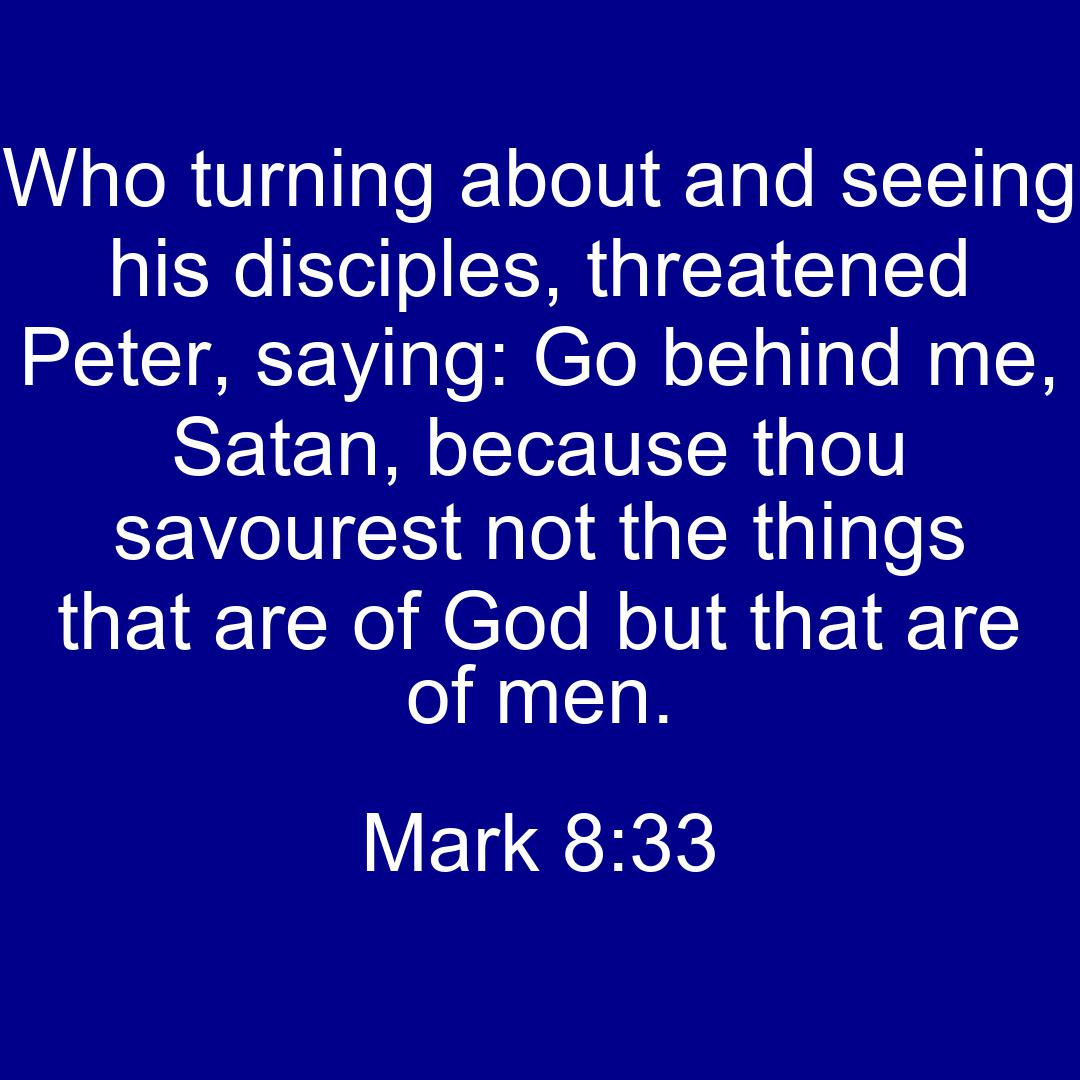 Who turning about and seeing
his disciples, threatened
Peter, saying: Go behind me,
Satan, because thou
savourest not the things
that are of God but that are
of men.
Mark 8:33